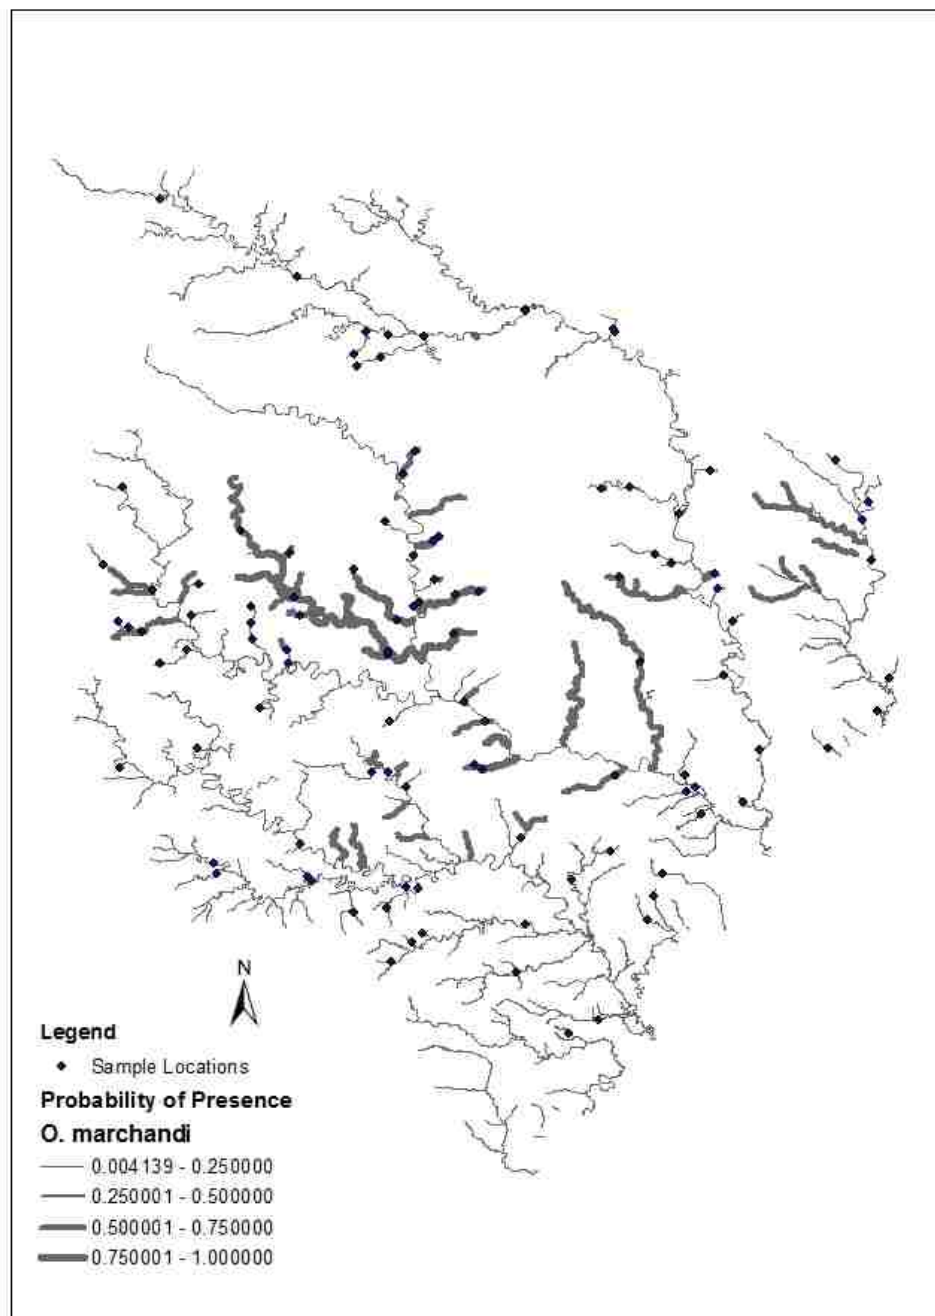 N
Legend
Sample Locations
Probability of Presence
O. marchandi
0.004139 - 0.250000
0.250001 - 0.500000
0.500001 - 0.750000
0.750001 - 1.000000